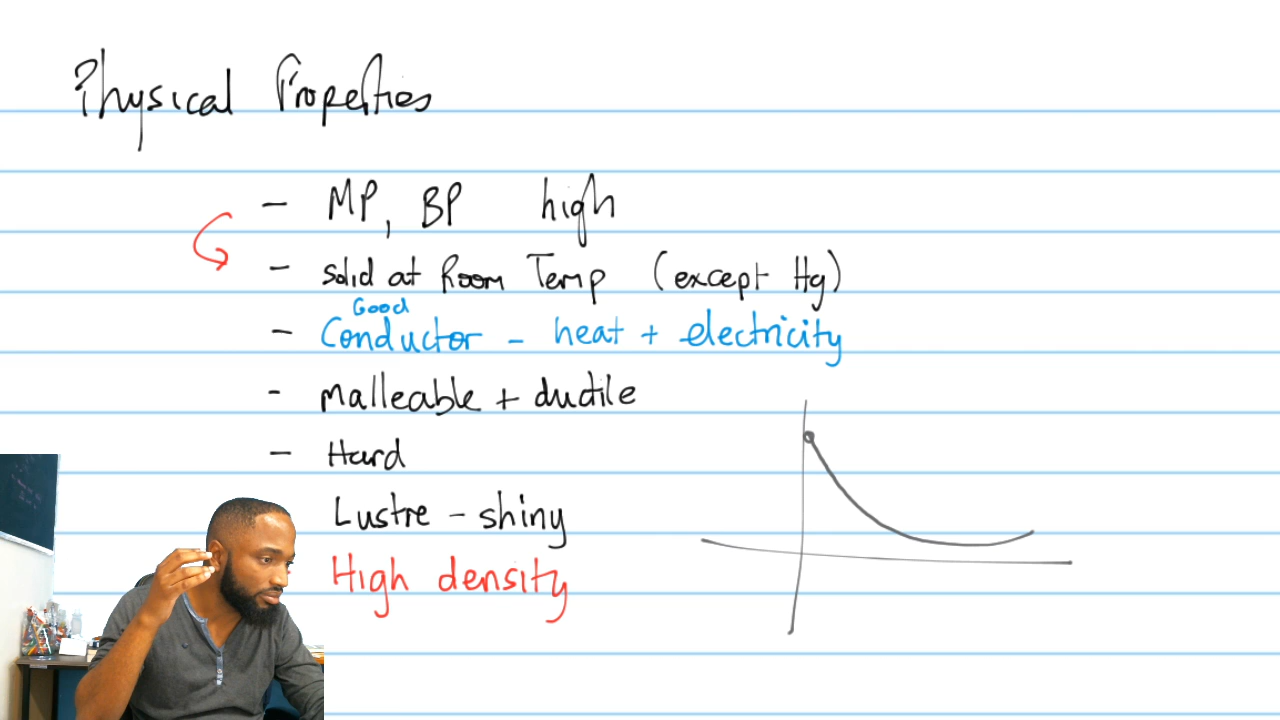 Physical Properties
- MP, BP high
- solid at Room Temp (except Hg)
Good
- Conductor - heat + electricity
- malleable + ductile
- Hard
Lustre - shiny
High density